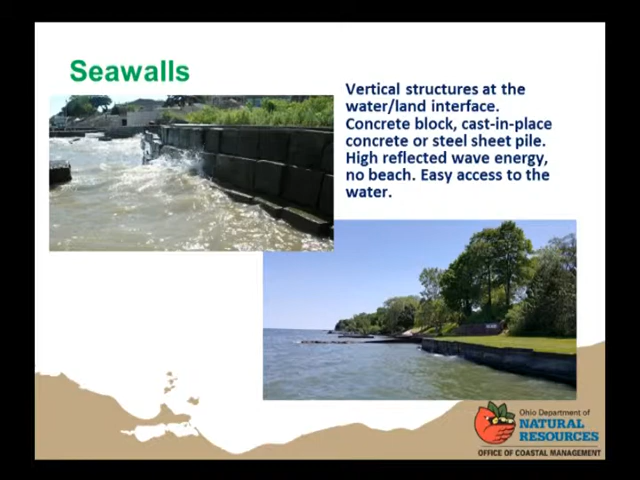 Seawalls
Vertical structures at the
water/land interface.
Concrete block, cast-in-place
concrete or steel sheet pile.
High reflected wave energy,
no beach. Easy access to the
water.
Ohio Department of
NATURAL
RESOURCES
OFFICE OF COASTAL MANAGEMENT